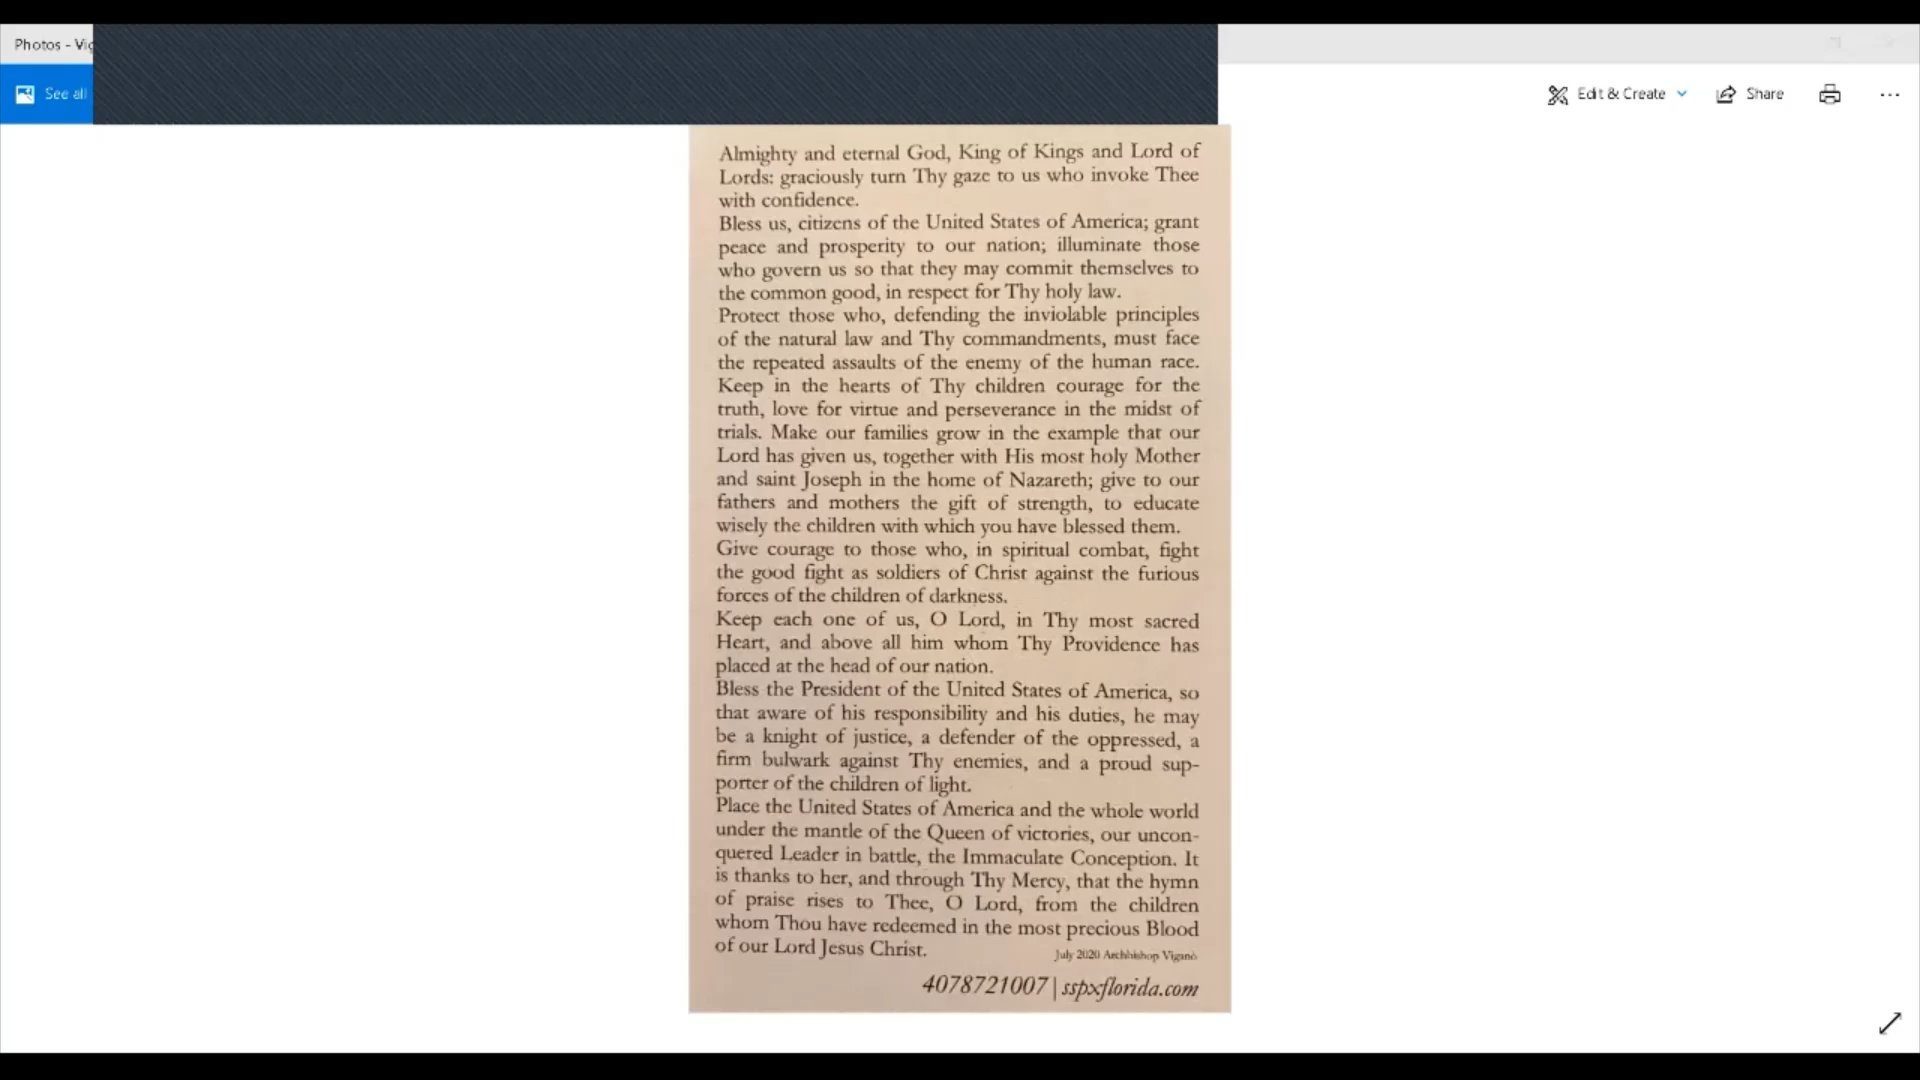 Photos - Vig
See all
Edit & Create
Share
Almighty and eternal God, King of Kings and Lord of
Lords: graciously turn Thy gaze to us who invoke Thee
with confidence.
Bless us, citizens of the United States of America; grant
peace and prosperity to our nation; illuminate those
who govern us so that they may commit themselves to
the common good, in respect for Thy holy law.
Protect those who, defending the inviolable principles
of the natural law and Thy commandments, must face
the repeated assaults of the enemy of the human race.
Keep in the hearts of Thy children courage for the
truth, love for virtue and perseverance in the midst of
trials. Make our families grow in the example that our
Lord has given us, together with His most holy Mother
and saint Joseph in the home of Nazareth; give to our
fathers and mothers the gift of strength, to educate
wisely the children with which you have blessed them.
Give courage to those who, in spiritual combat, fight
the good fight as soldiers of Christ against the furious
forces of the children of darkness.
Keep each one of us, O Lord, in Thy most sacred
Heart, and above all him whom Thy Providence has
placed at the head of our nation.
Bless the President of the United States of America, so
that aware of his responsibility and his duties, he may
be a knight of justice, a defender of the oppressed, a
firm bulwark against Thy enemies, and a proud sup-
porter of the children of light.
Place the United States of America and the whole world
under the mantle of the Queen of victories, our uncon-
quered Leader in battle, the Immaculate Conception. It
is thanks to her, and through Thy Mercy, that the hymn
of praise rises to Thee, O Lord, from the children
whom Thou have redeemed in the most precious Blood
of our Lord Jesus Christ.
July 2020 Archbishop Viganò
4078721007 | sspxflorida.com